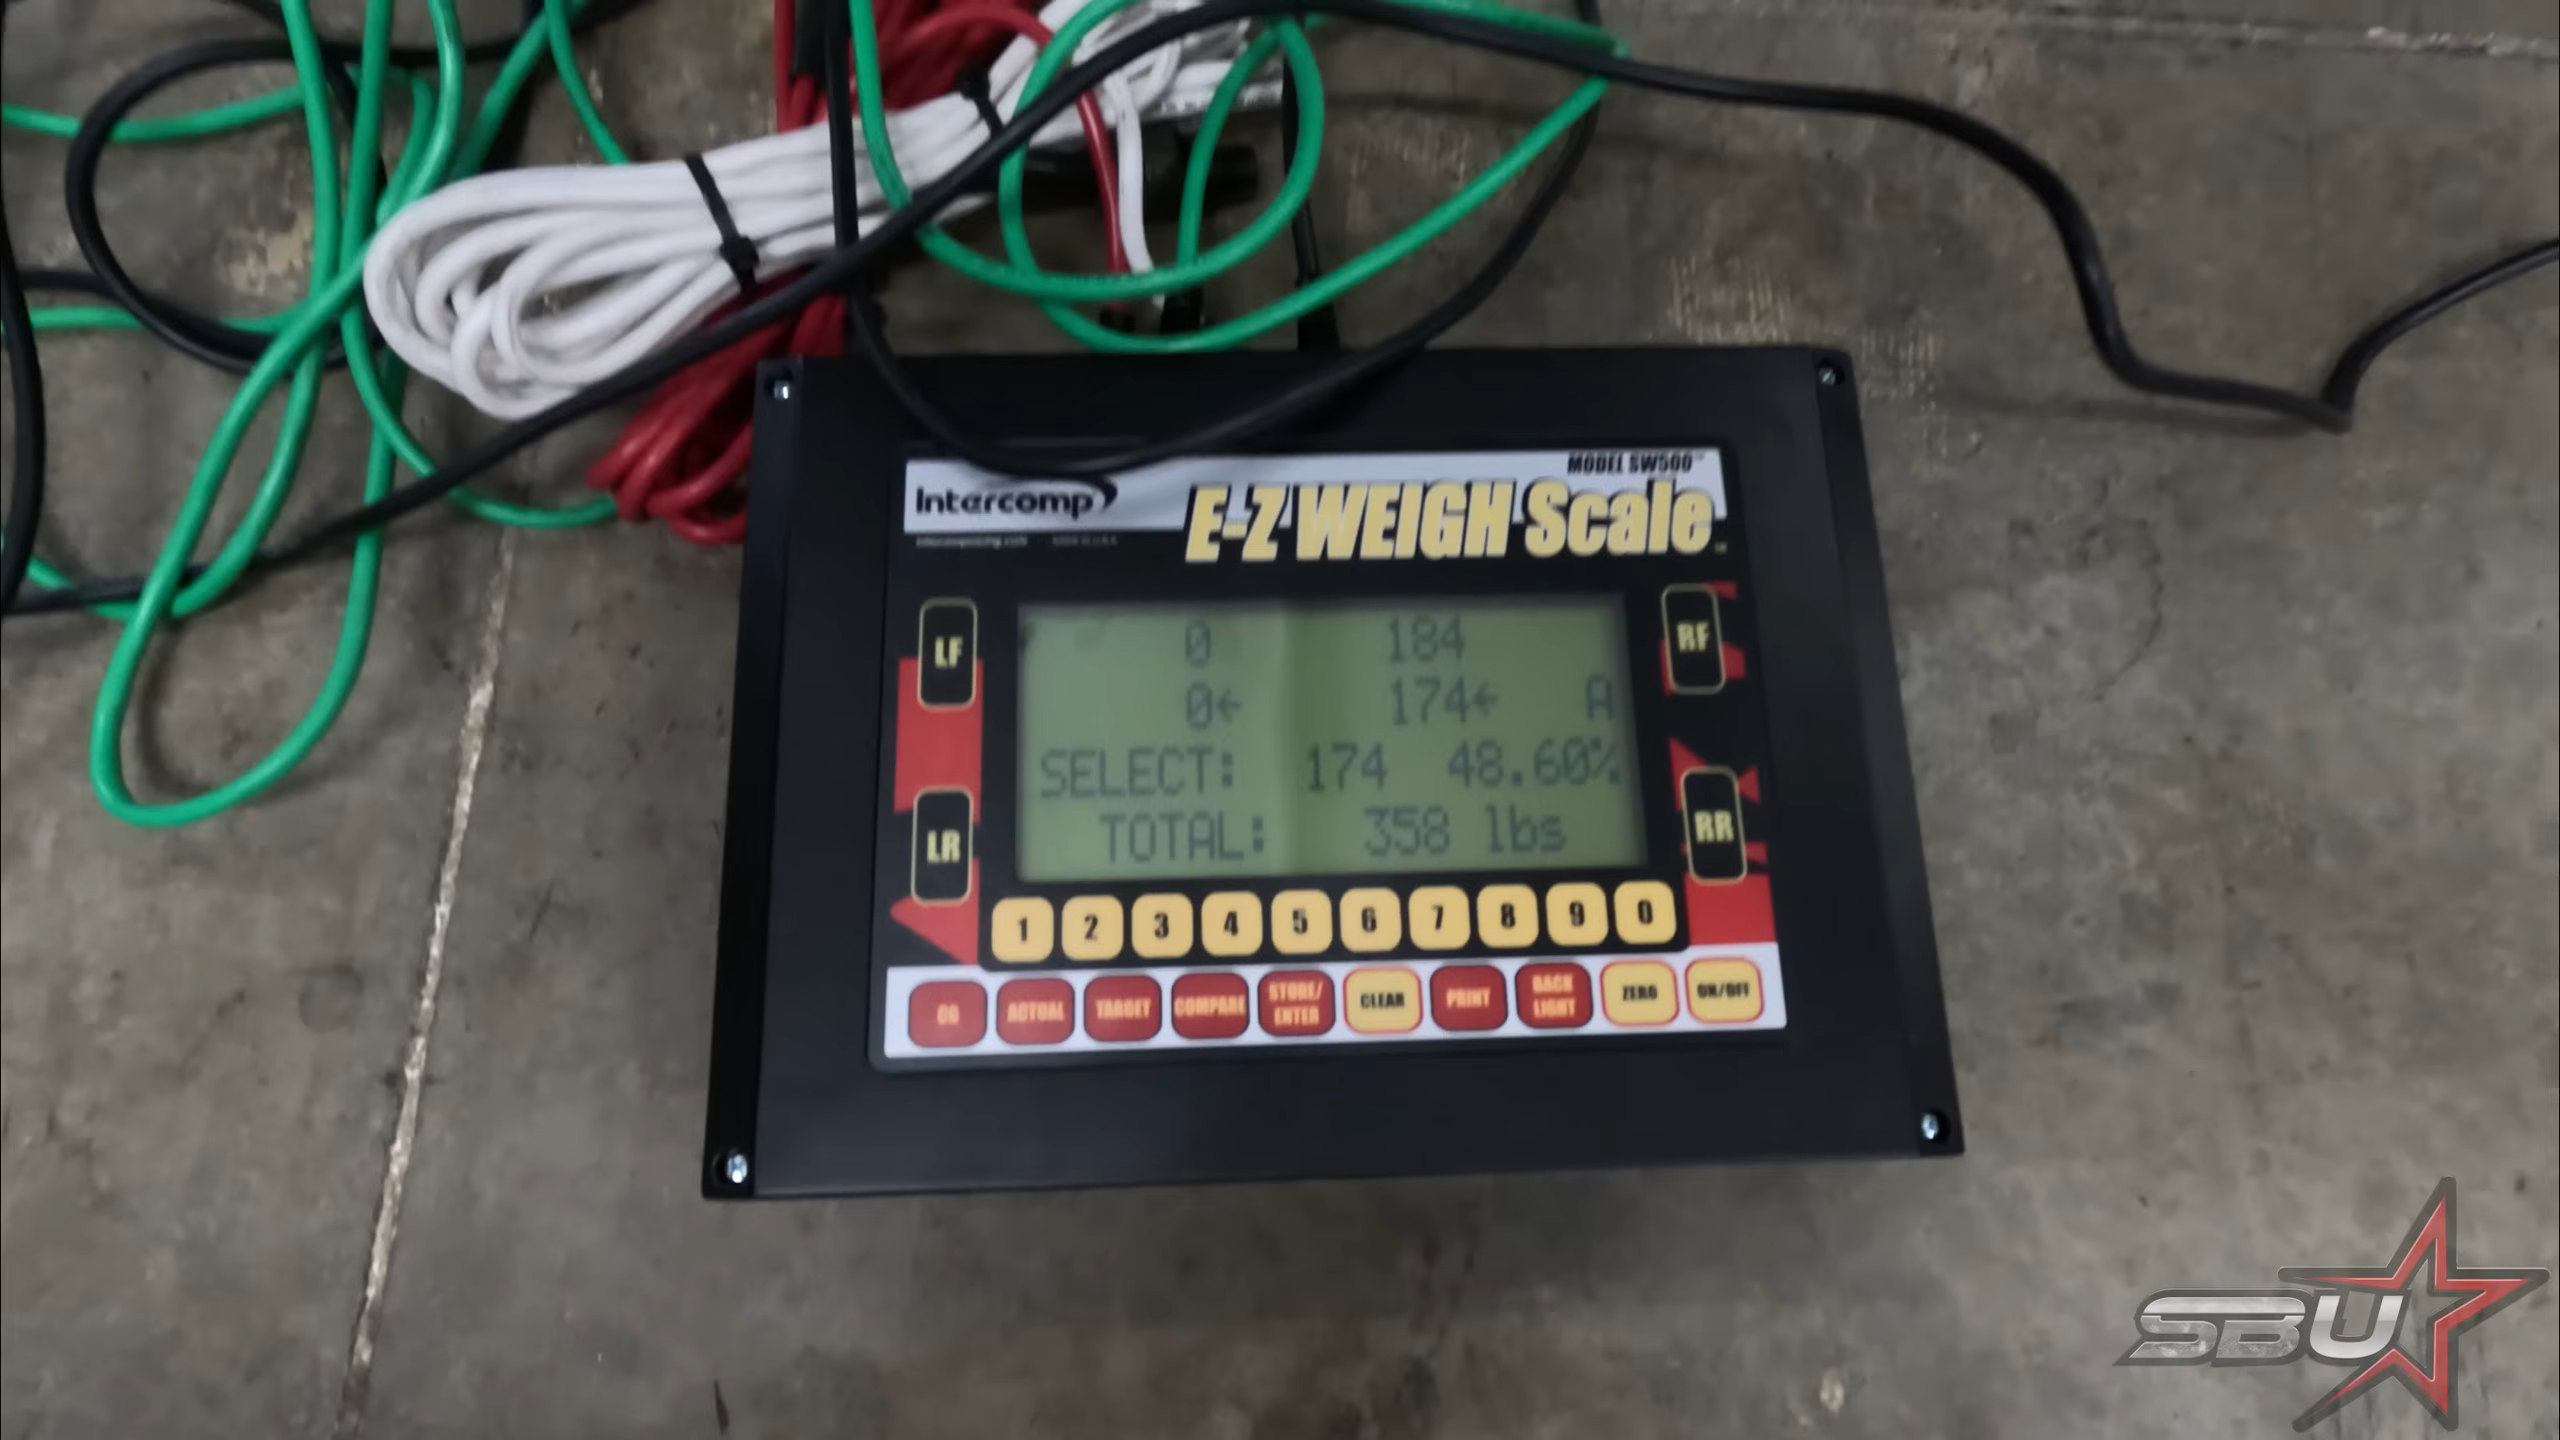 MODEL SW500™
Intercomp
E-Z WEIGH Scale™
LF
0 184
RF
0← 174← A
SELECT: 174 48.60%
TOTAL: 358 lbs
LR
RR
1 2 3 4 5 6 7 8 9 0
CG ACTUAL TARGET COMPARE STORE/ENTER CLEAR PRINT BACK LIGHT ZERO ON/OFF
SBU